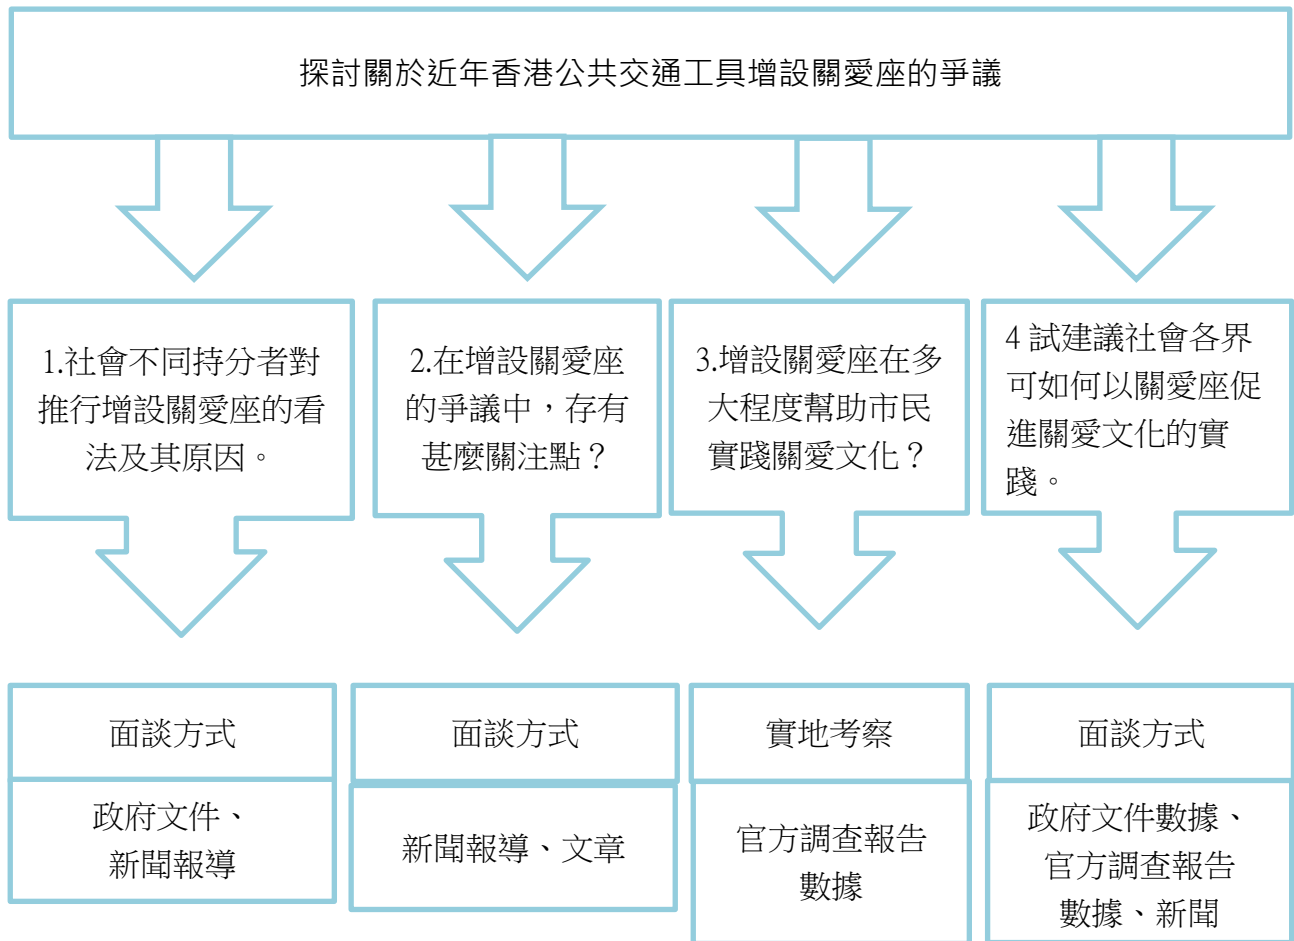 探討關於近年香港公共交通工具增設關愛座的爭議
1.社會不同持分者對
推行增設關愛座的看
法及其原因。
2.在增設關愛座
的爭議中，存有
甚麼關注點？
3.增設關愛座在多
大程度幫助市民
實踐關愛文化？
4 試建議社會各界
可如何以關愛座促
進關愛文化的實
踐。
面談方式
政府文件、
新聞報導
面談方式
新聞報導、文章
實地考察
官方調查報告
數據
面談方式
政府文件數據、
官方調查報告
數據、新聞